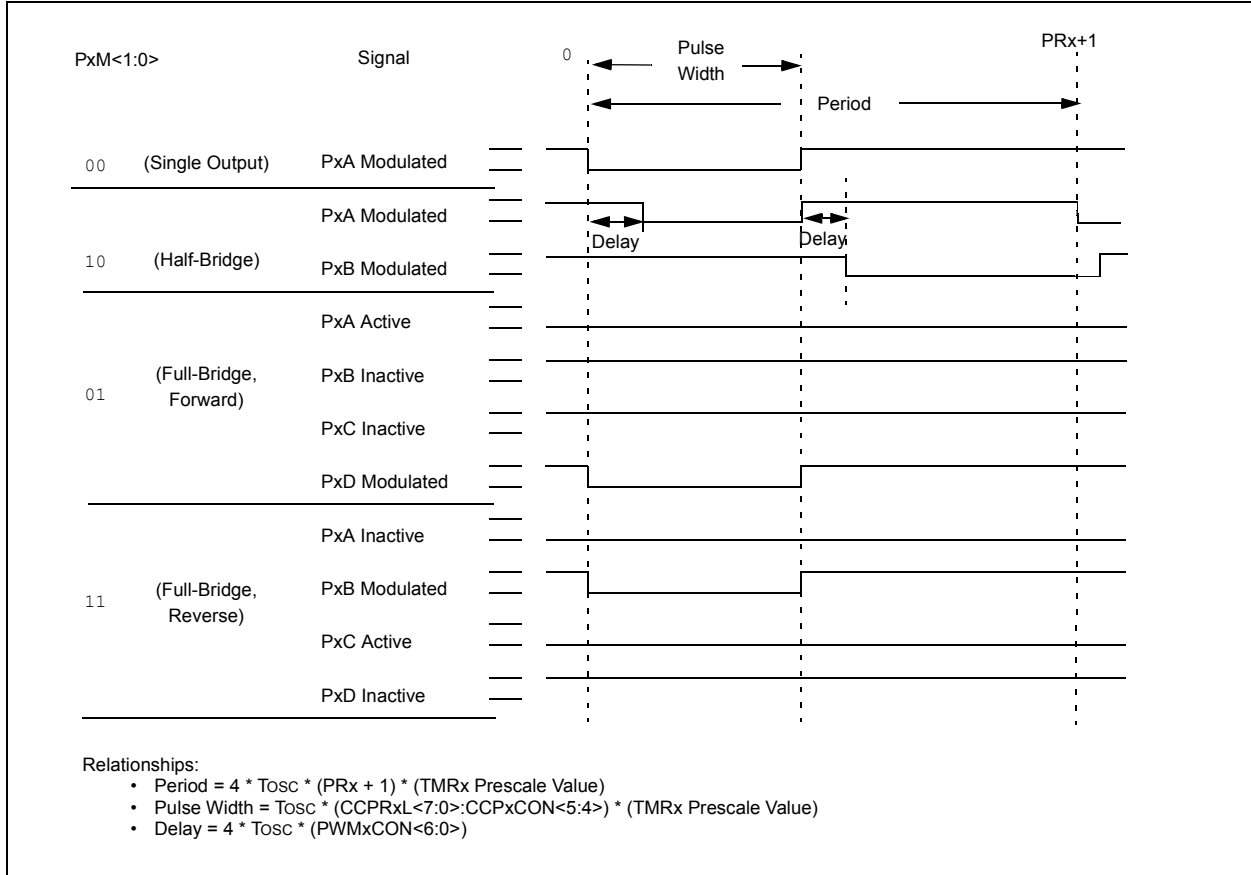 PxM<1:0>
Signal
0
Pulse
Width
PRx+1
Period
00
(Single Output)
PxA Modulated
PxA Modulated
Delay
Delay
10
(Half-Bridge)
PxB Modulated
PxA Active
(Full-Bridge,
Forward)
PxB Inactive
01
PxC Inactive
PxD Modulated
PxA Inactive
(Full-Bridge,
Reverse)
PxB Modulated
11
PxC Active
PxD Inactive
Relationships:
• Period = 4 * TOSC * (PRx + 1) * (TMRx Prescale Value)
• Pulse Width = TOSC * (CCPRxL<7:0>:CCPxCON<5:4>) * (TMRx Prescale Value)
• Delay = 4 * TOSC * (PWMxCON<6:0>)